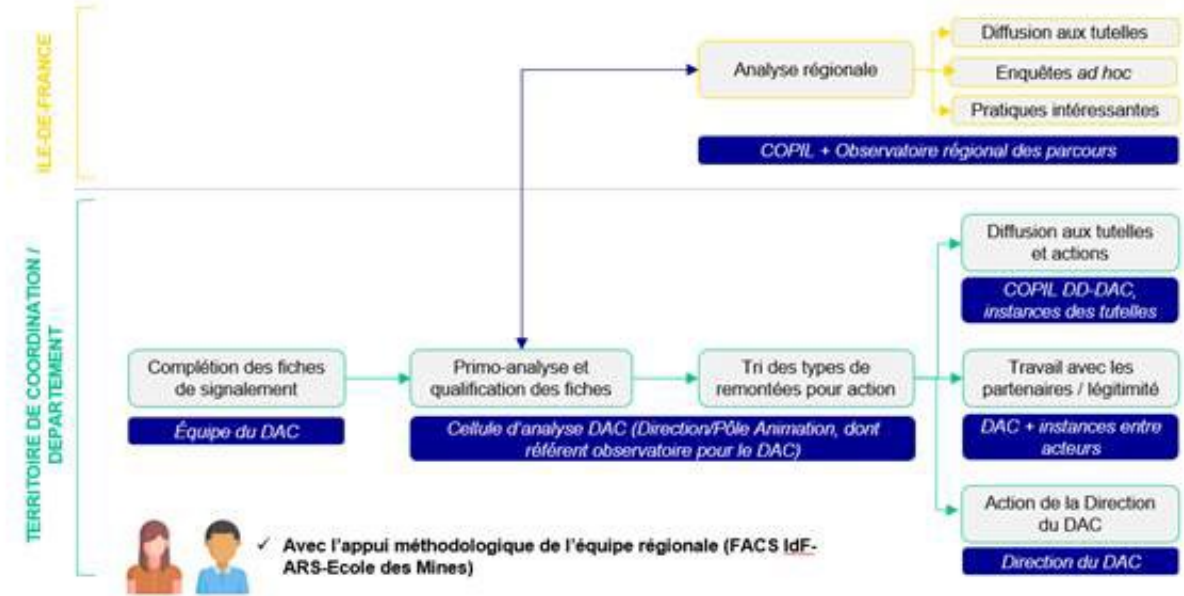 ILE-DE-FRANCE
Analyse régionale
Diffusion aux tutelles
Enquêtes ad hoc
Pratiques intéressantes
COPIL + Observatoire régional des parcours
TERRITOIRE DE COORDINATION /
DEPARTEMENT
Complétion des fiches
de signalement
Équipe du DAC
Primo-analyse et
qualification des fiches
Tri des types de
remontées pour action
Cellule d'analyse DAC (Direction/Pôle Animation, dont
référent observatoire pour le DAC)
Diffusion aux tutelles
et actions
COPIL DD-DAC,
instances des tutelles
Travail avec les
partenaires / légitimité
DAC + instances entre
acteurs
Action de la Direction
du DAC
Direction du DAC
✓ Avec l'appui méthodologique de l'équipe régionale (FACS IdF-
ARS-Ecole des Mines)